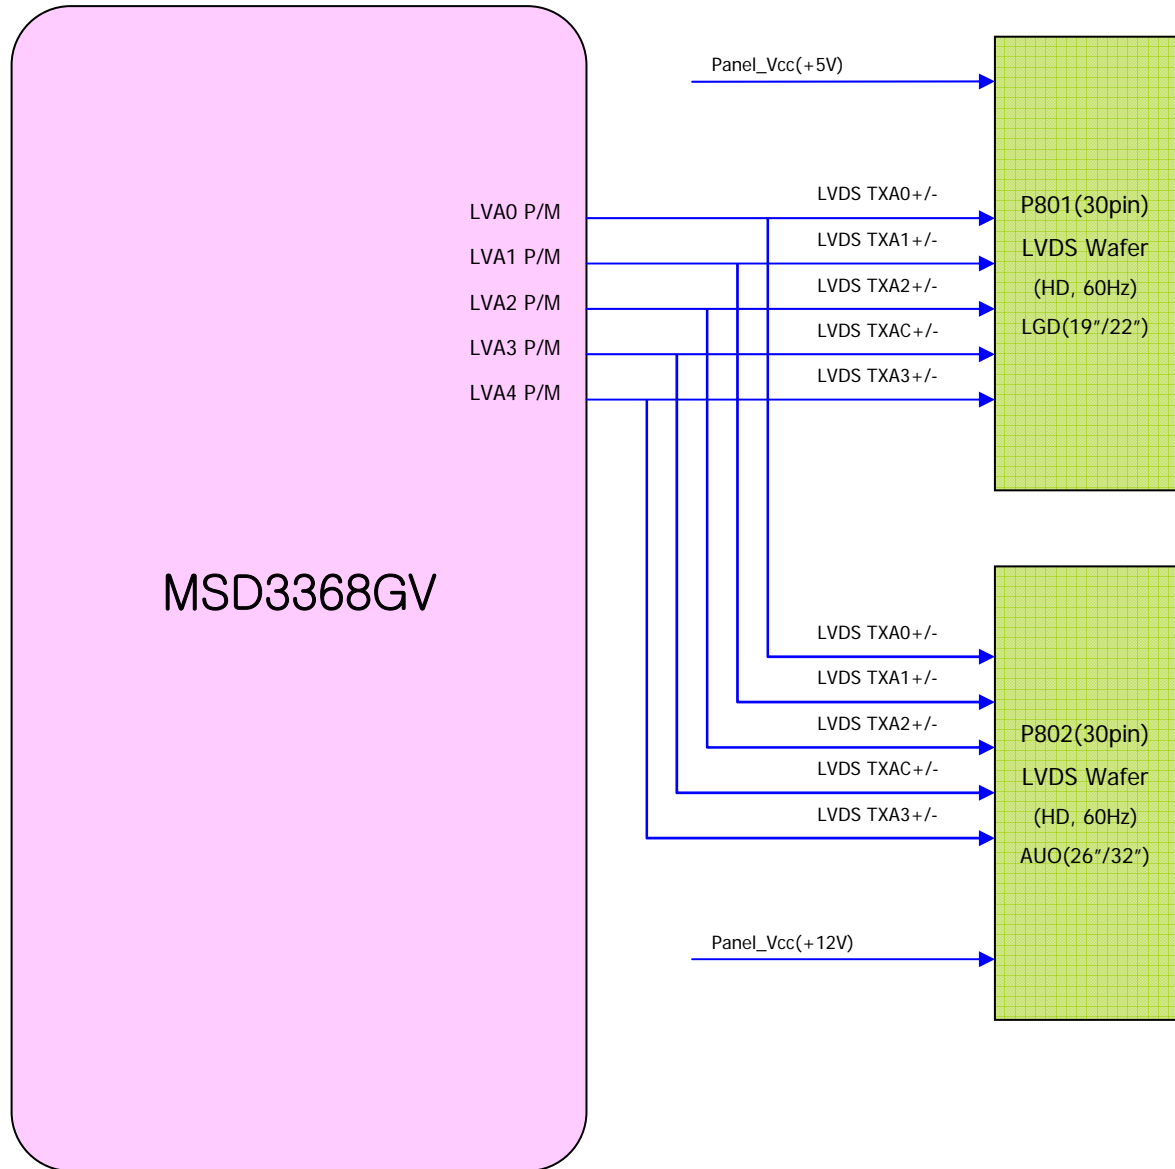 Panel_Vcc(+5V)
LVA0 P/M
LVA1 P/M
LVA2 P/M
LVA3 P/M
LVA4 P/M
LVDS TXA0+/-
LVDS TXA1+/-
LVDS TXA2+/-
LVDS TXAC+/-
LVDS TXA3+/-
P801(30pin)
LVDS Wafer
(HD, 60Hz)
LGD(19″/22″)
MSD3368GV
LVDS TXA0+/-
LVDS TXA1+/-
LVDS TXA2+/-
LVDS TXAC+/-
LVDS TXA3+/-
P802(30pin)
LVDS Wafer
(HD, 60Hz)
AUO(26″/32″)
Panel_Vcc(+12V)